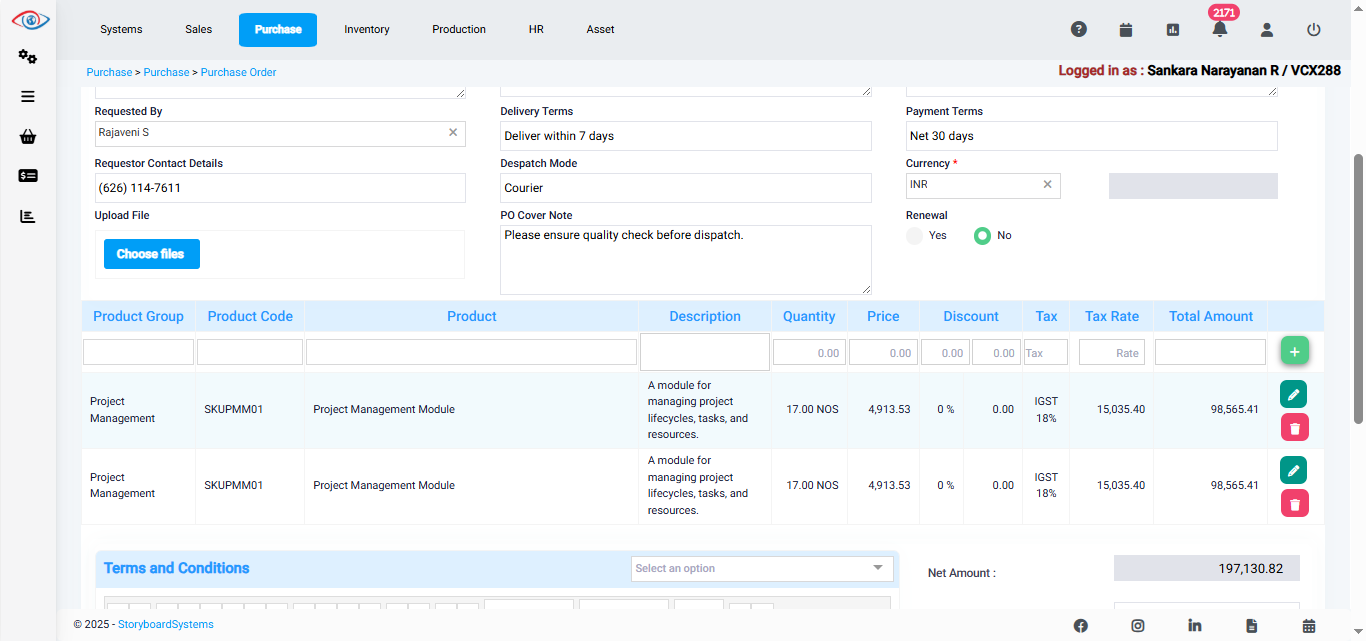 2171
Systems Sales Purchase Inventory Production HR Asset
Purchase > Purchase > Purchase Order
Logged in as : Sankara Narayanan R / VCX288
Requested By
Rajaveni S
Delivery Terms
Deliver within 7 days
Payment Terms
Net 30 days
Requestor Contact Details
(626) 114-7611
Despatch Mode
Courier
Currency *
INR
Upload File
Choose files
PO Cover Note
Please ensure quality check before dispatch.
Renewal
Yes No
Product Group Product Code Product Description Quantity Price Discount Tax Tax Rate Total Amount
0.00 0.00 0.00 0.00 Tax Rate
Project
Management
SKUPMM01
Project Management Module
A module for
managing project
lifecycles, tasks, and
resources.
17.00 NOS
4,913.53
0 %
0.00
IGST
18%
15,035.40
98,565.41
Project
Management
SKUPMM01
Project Management Module
A module for
managing project
lifecycles, tasks, and
resources.
17.00 NOS
4,913.53
0 %
0.00
IGST
18%
15,035.40
98,565.41
Terms and Conditions
Select an option
Net Amount :
197,130.82
© 2025 - StoryboardSystems